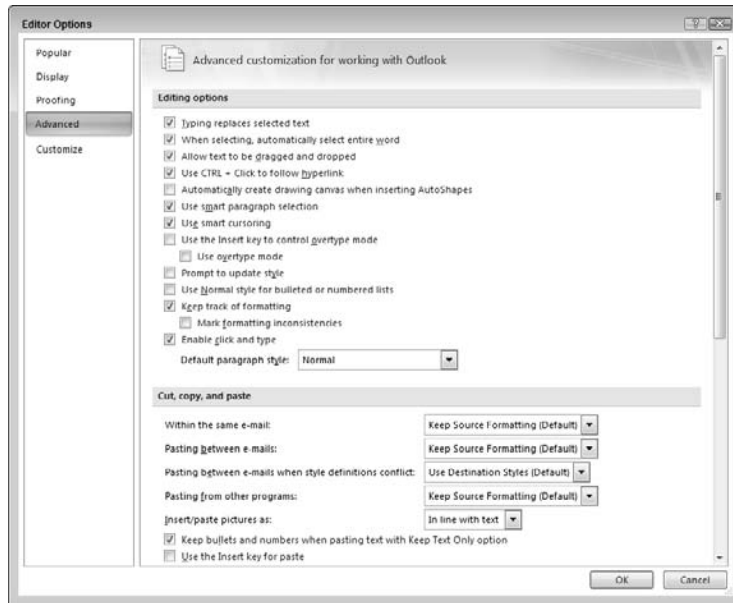 Editor Options
Popular
Display
Proofing
Advanced
Customize
Advanced customization for working with Outlook
Editing options
Typing replaces selected text
When selecting, automatically select entire word
Allow text to be dragged and dropped
Use CTRL + Click to follow hyperlink
Automatically create drawing canvas when inserting AutoShapes
Use smart paragraph selection
Use smart cursoring
Use the Insert key to control overtype mode
Use overtype mode
Prompt to update style
Use Normal style for bulleted or numbered lists
Keep track of formatting
Mark formatting inconsistencies
Enable click and type
Default paragraph style: Normal
Cut, copy, and paste
Within the same e-mail: Keep Source Formatting (Default)
Pasting between e-mails: Keep Source Formatting (Default)
Pasting between e-mails when style definitions conflict: Use Destination Styles (Default)
Pasting from other programs: Keep Source Formatting (Default)
Insert/paste pictures as: In line with text
Keep bullets and numbers when pasting text with Keep Text Only option
Use the Insert key for paste
OK Cancel